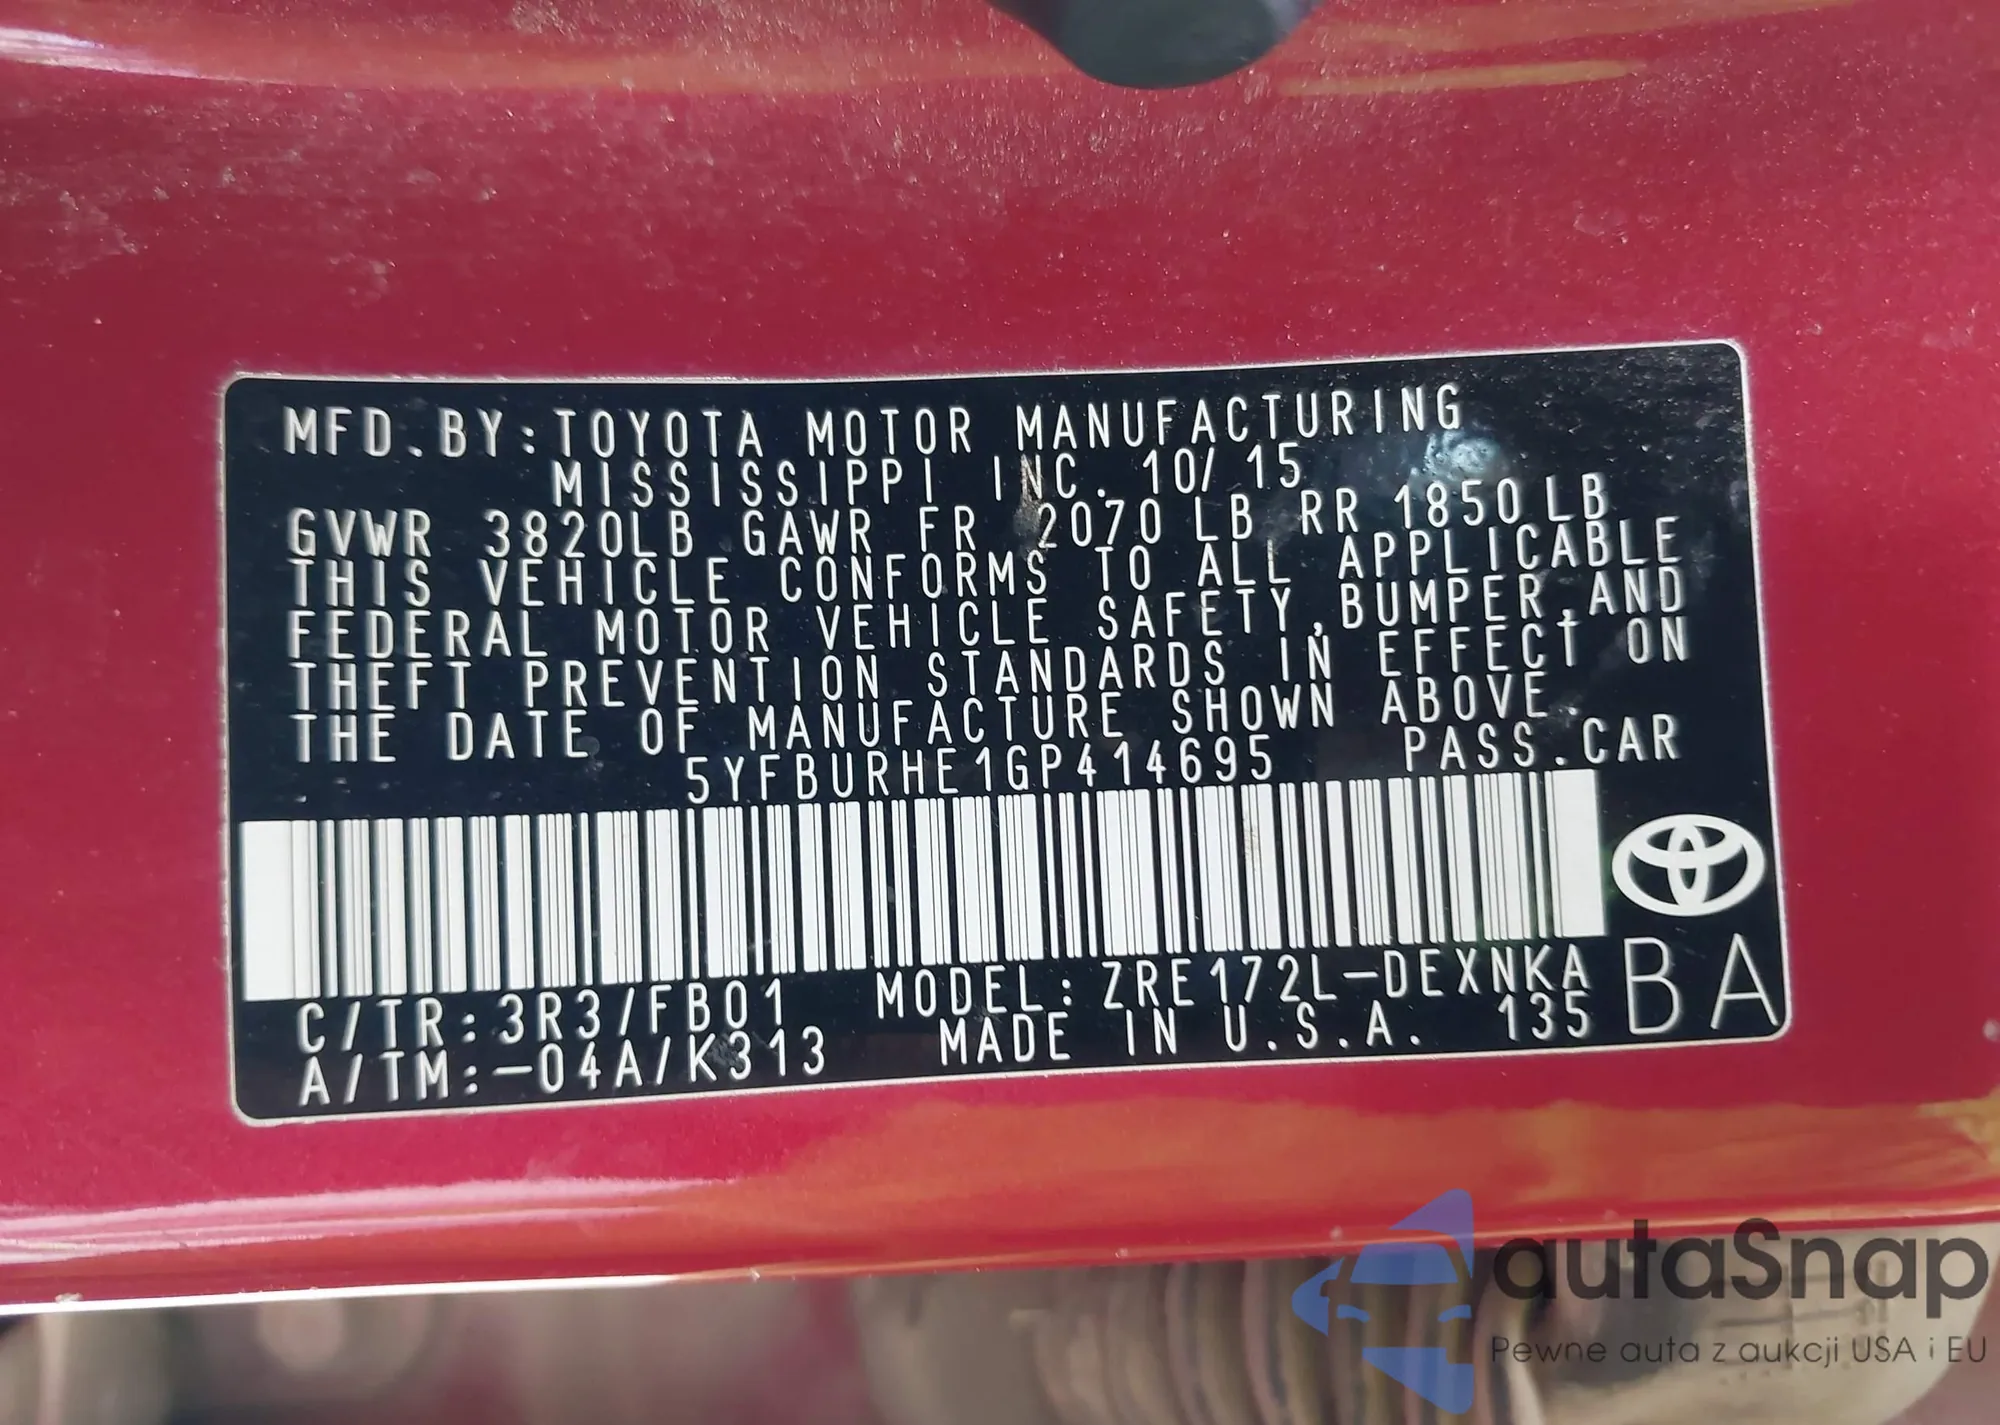 MFD.BY:TOYOTA MOTOR MANUFACTURING
MISSISSIPPI INC. 10/15
GVWR 3820LB GAWR FR 2070LB RR 1850LB
THIS VEHICLE CONFORMS TO ALL APPLICABLE
FEDERAL MOTOR VEHICLE SAFETY,BUMPER,AND
THEFT PREVENTION STANDARDS IN EFFECT ON
THE DATE OF MANUFACTURE SHOWN ABOVE.
5YFBURHE1GP414695 PASS.CAR
C/TR:3R3/FB01 MODEL:ZRE172L-DEXNKA
A/TM:-04A/K313 MADE IN U.S.A. 135
BA
autaSnap
Pewne auta z aukcji USA i EU